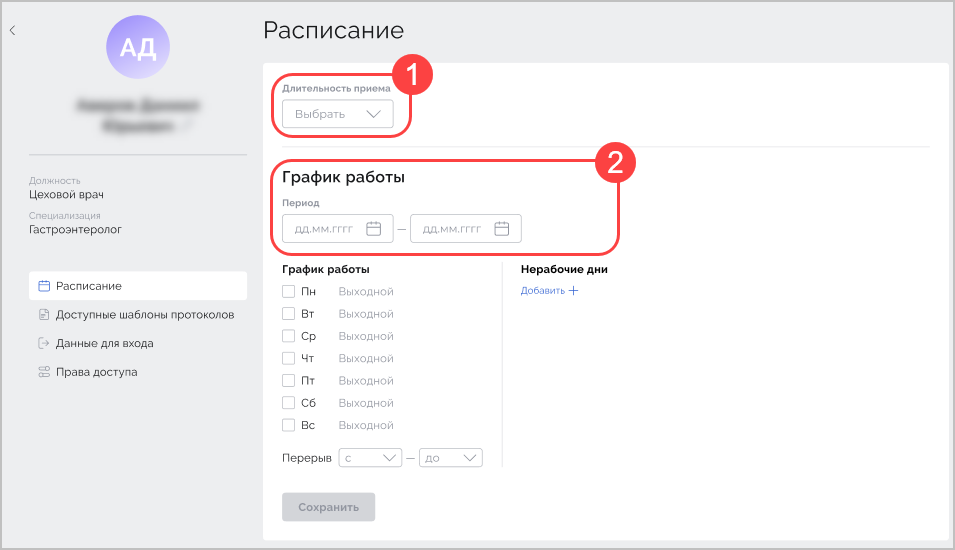 АД
Должность
Цеховой врач
Специализация
Гастроэнтеролог
Расписание
Доступные шаблоны протоколов
Данные для входа
Права доступа
Расписание
1
Длительность приема
Выбрать
2
График работы
Период
дд.мм.гггг — дд.мм.гггг
График работы
Пн Выходной
Вт Выходной
Ср Выходной
Чт Выходной
Пт Выходной
Сб Выходной
Вс Выходной
Перерыв с — до
Нерабочие дни
Добавить +
Сохранить